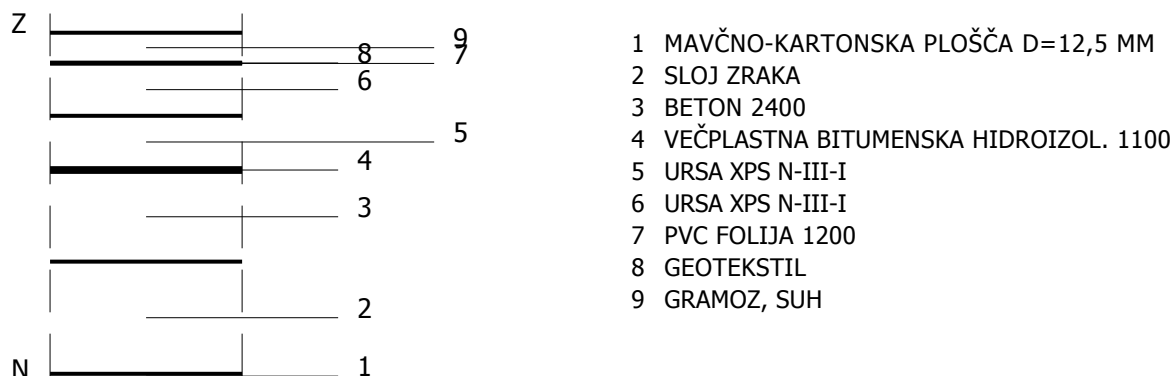 Z
9
8
7
6
5
4
3
2
1
N
1 MAVČNO-KARTONSKA PLOŠČA D=12,5 MM
2 SLOJ ZRAKA
3 BETON 2400
4 VEČPLASTNA BITUMENSKA HIDROIZOL. 1100
5 URSA XPS N-III-I
6 URSA XPS N-III-I
7 PVC FOLIJA 1200
8 GEOTEKSTIL
9 GRAMOZ, SUH